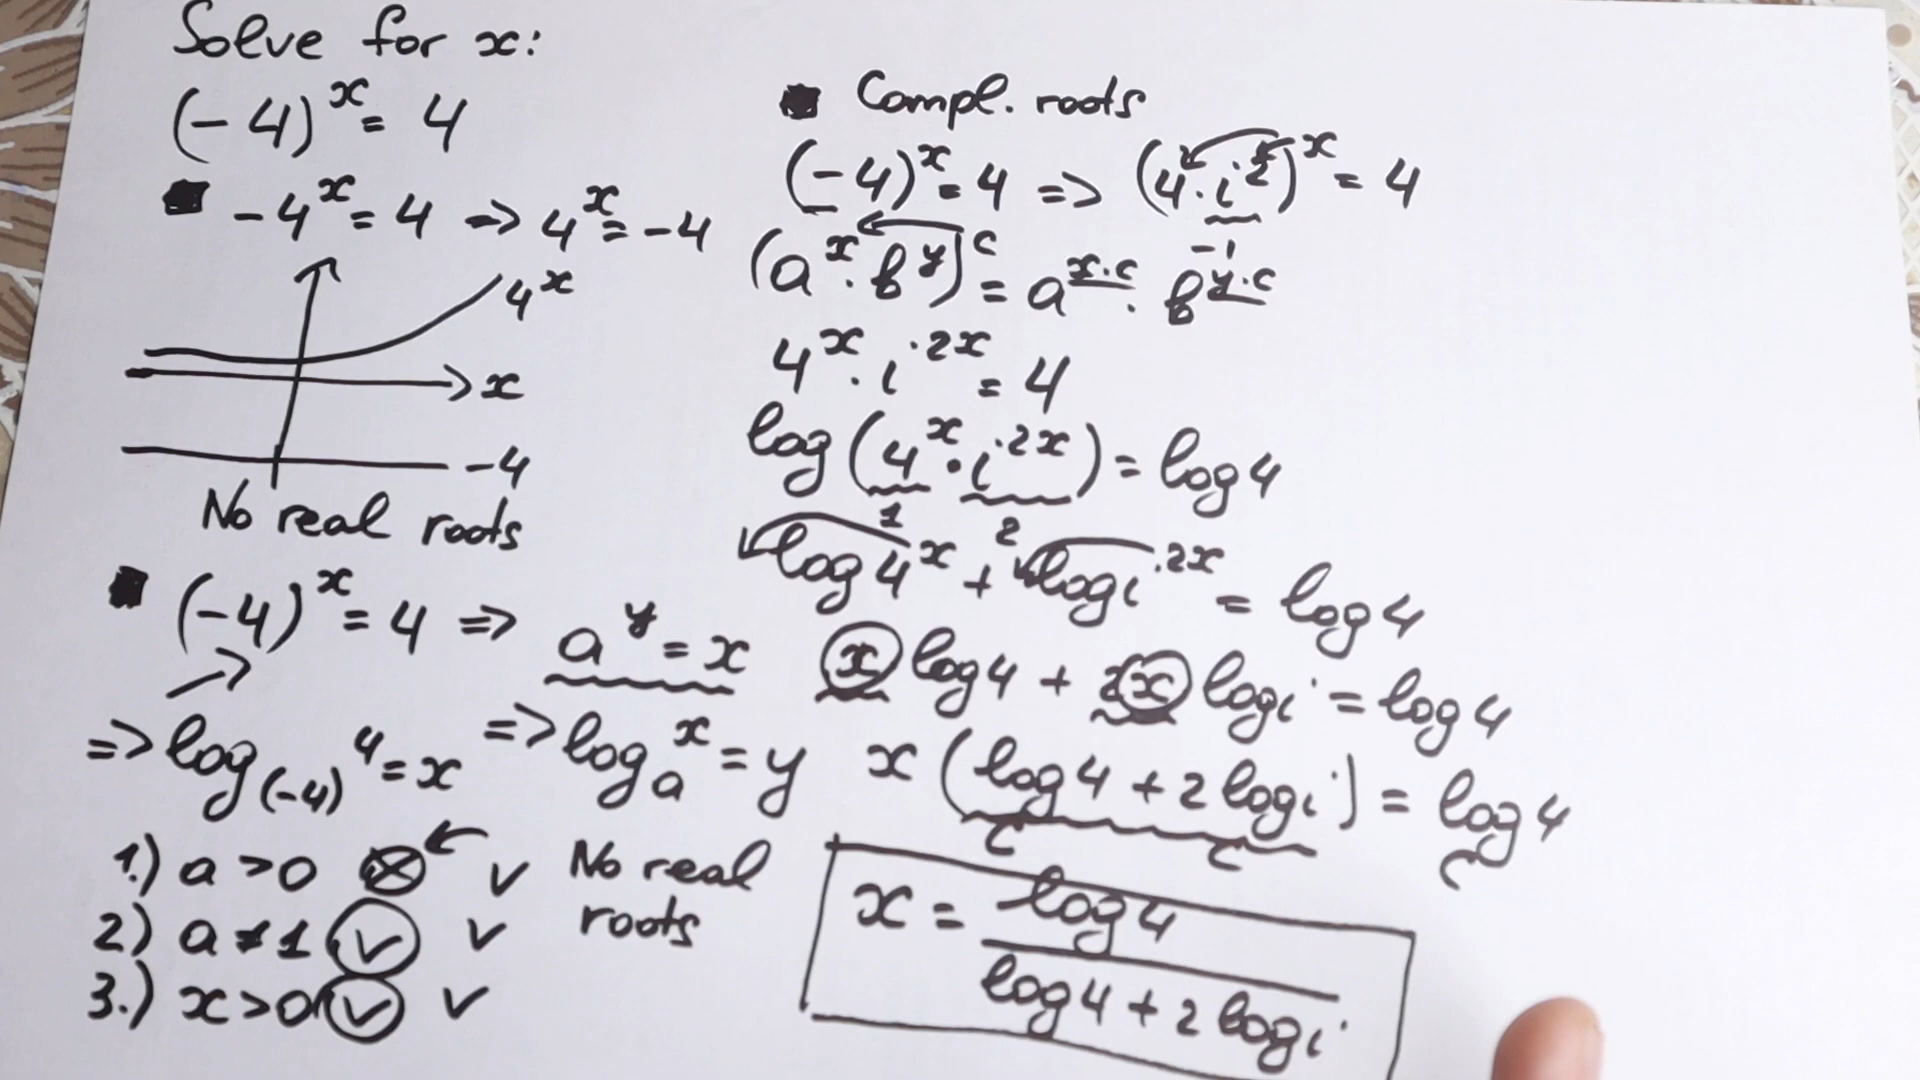 Solve for x:
(-4)^x = 4
-4^x = 4 => 4^x = -4
4^x
x
-4
No real roots
(-4)^x = 4 => a^y = x
=> log_(-4) 4 = x => log_a x = y
1.) a > 0 ⊗ ← v No real roots
2) a ≠ 1 v v
3.) x > 0 v v
Compl. roots
(-4)^x = 4 => (4 · i^2)^x = 4
-1
(a^x · b^y)^c = a^x·c · b^y·c
4^x · i^2x = 4
log (4^x · i^2x) = log 4
1 2
log 4^x + log i^2x = log 4
x log 4 + 2x log i = log 4
x (log 4 + 2 log i) = log 4
c c c
x = log 4 / log 4 + 2 log i